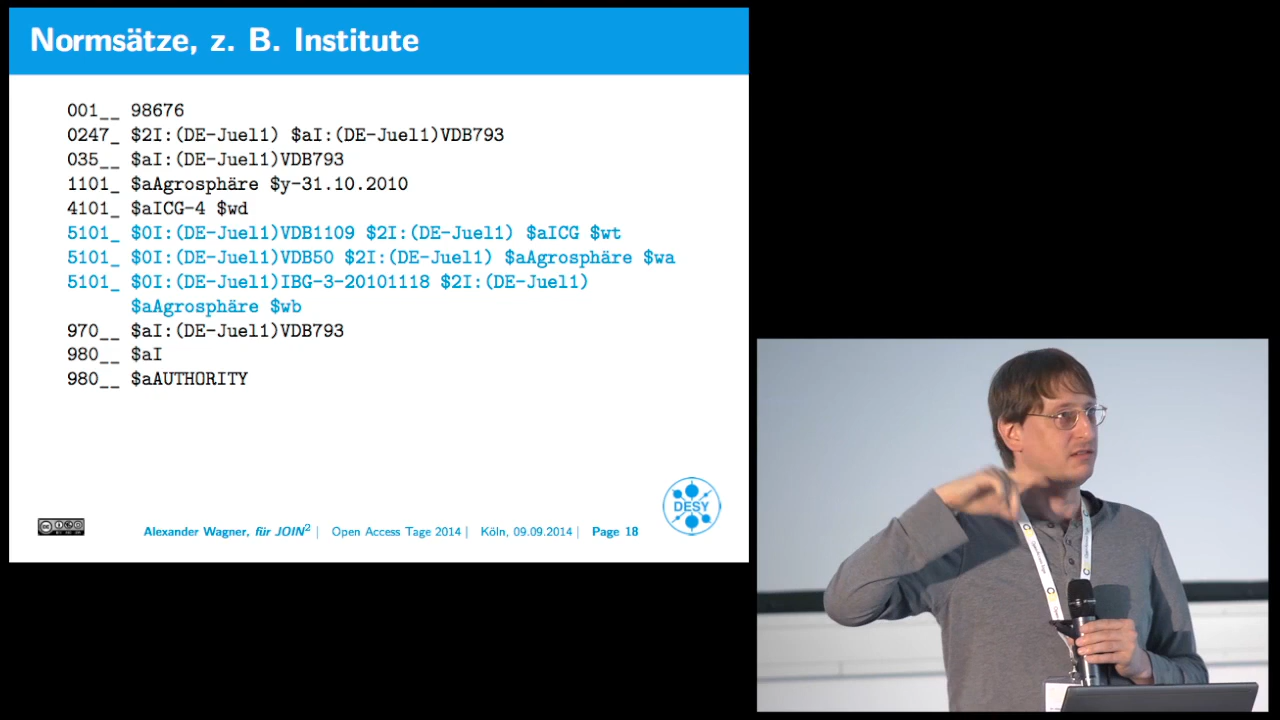 Normsätze, z. B. Institute
001__ 98676
0247_ $2I:(DE-Juel1) $aI:(DE-Juel1)VDB793
035__ $aI:(DE-Juel1)VDB793
1101_ $aAgrosphäre $y-31.10.2010
4101_ $aICG-4 $wd
5101_ $0I:(DE-Juel1)VDB1109 $2I:(DE-Juel1) $aICG $wt
5101_ $0I:(DE-Juel1)VDB50 $2I:(DE-Juel1) $aAgrosphäre $wa
5101_ $0I:(DE-Juel1)IBG-3-20101118 $2I:(DE-Juel1)
$aAgrosphäre $wb
970__ $aI:(DE-Juel1)VDB793
980__ $aI
980__ $aAUTHORITY
DESY
Alexander Wagner, für JOIN² | Open Access Tage 2014 | Köln, 09.09.2014 | Page 18